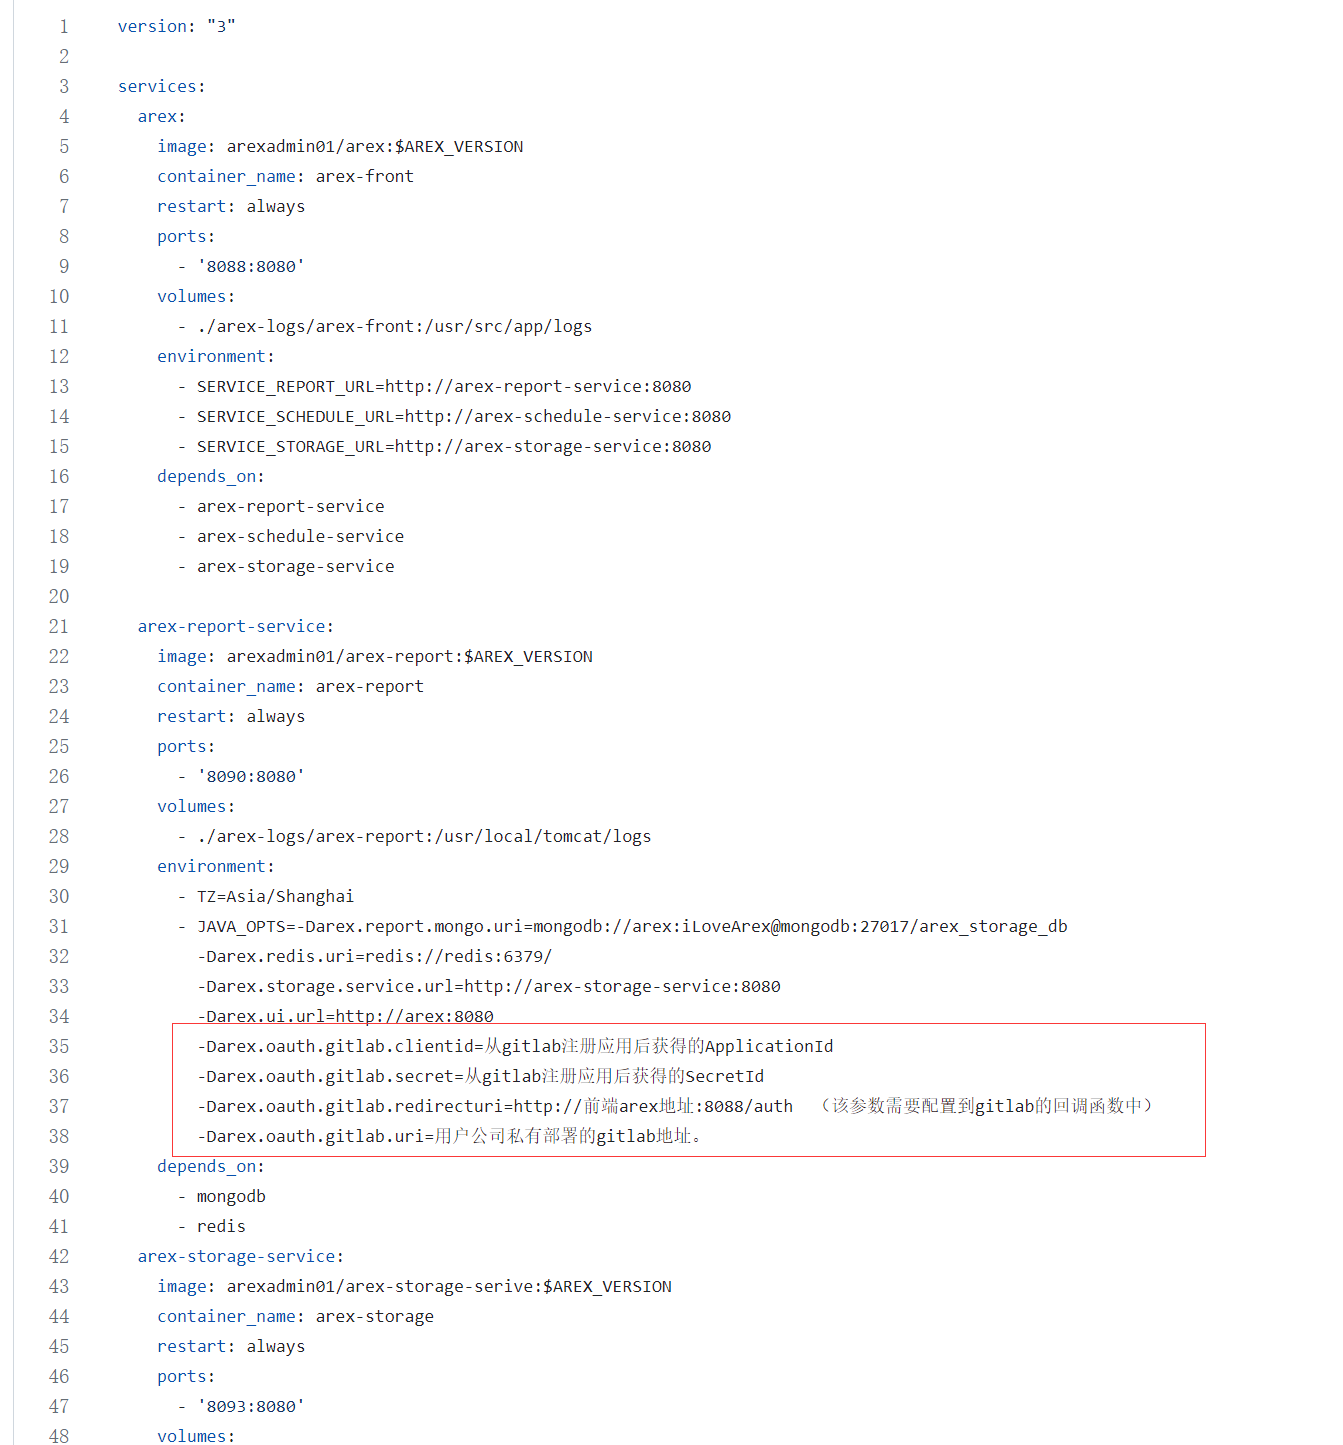 1 version: "3"
2
3 services:
4   arex:
5     image: arexadmin01/arex:$AREX_VERSION
6     container_name: arex-front
7     restart: always
8     ports:
9       - '8088:8080'
10     volumes:
11       - ./arex-logs/arex-front:/usr/src/app/logs
12     environment:
13       - SERVICE_REPORT_URL=http://arex-report-service:8080
14       - SERVICE_SCHEDULE_URL=http://arex-schedule-service:8080
15       - SERVICE_STORAGE_URL=http://arex-storage-service:8080
16     depends_on:
17       - arex-report-service
18       - arex-schedule-service
19       - arex-storage-service
20
21   arex-report-service:
22     image: arexadmin01/arex-report:$AREX_VERSION
23     container_name: arex-report
24     restart: always
25     ports:
26       - '8090:8080'
27     volumes:
28       - ./arex-logs/arex-report:/usr/local/tomcat/logs
29     environment:
30       - TZ=Asia/Shanghai
31       - JAVA_OPTS=-Darex.report.mongo.uri=mongodb://arex:iLoveArex@mongodb:27017/arex_storage_db
32         -Darex.redis.uri=redis://redis:6379/
33         -Darex.storage.service.url=http://arex-storage-service:8080
34         -Darex.ui.url=http://arex:8080
35         -Darex.oauth.gitlab.clientid=从gitlab注册应用后获得的ApplicationId
36         -Darex.oauth.gitlab.secret=从gitlab注册应用后获得的SecretId
37         -Darex.oauth.gitlab.redirecturi=http://前端arex地址:8088/auth  （该参数需要配置到gitlab的回调函数中）
38         -Darex.oauth.gitlab.uri=用户公司私有部署的gitlab地址。
39     depends_on:
40       - mongodb
41       - redis
42   arex-storage-service:
43     image: arexadmin01/arex-storage-serive:$AREX_VERSION
44     container_name: arex-storage
45     restart: always
46     ports:
47       - '8093:8080'
48     volumes: